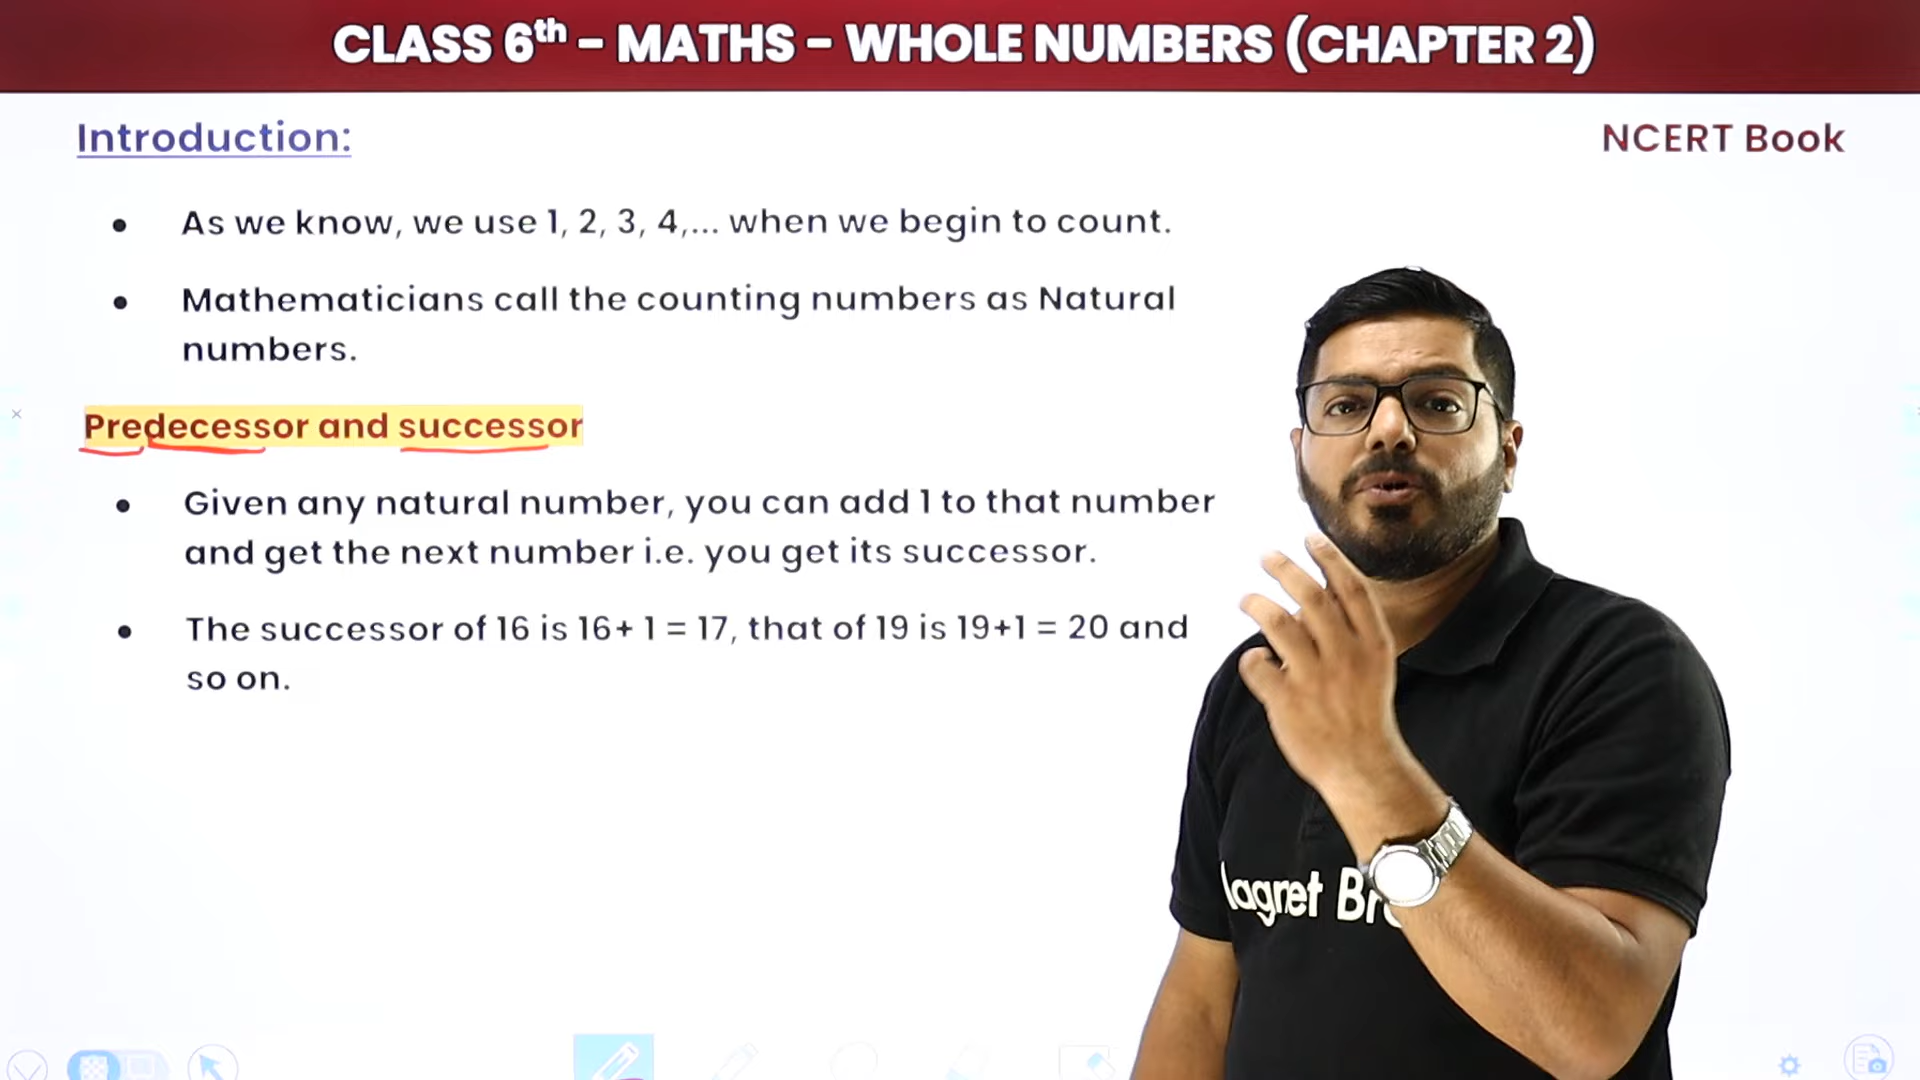 CLASS 6th – MATHS – WHOLE NUMBERS (CHAPTER 2)
Introduction:
NCERT Book
• As we know, we use 1, 2, 3, 4,... when we begin to count.
• Mathematicians call the counting numbers as Natural
numbers.
Predecessor and successor
• Given any natural number, you can add 1 to that number
and get the next number i.e. you get its successor.
• The successor of 16 is 16+ 1 = 17, that of 19 is 19+1 = 20 and
so on.
agnet Br